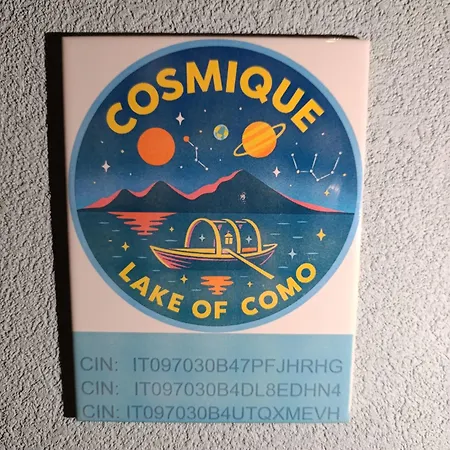 COSMIQUE
LAKE OF COMO
CIN: IT097030B47PFJHRHG
CIN: IT097030B4DL8EDHN4
CIN: IT097030B4UTQXMEVH